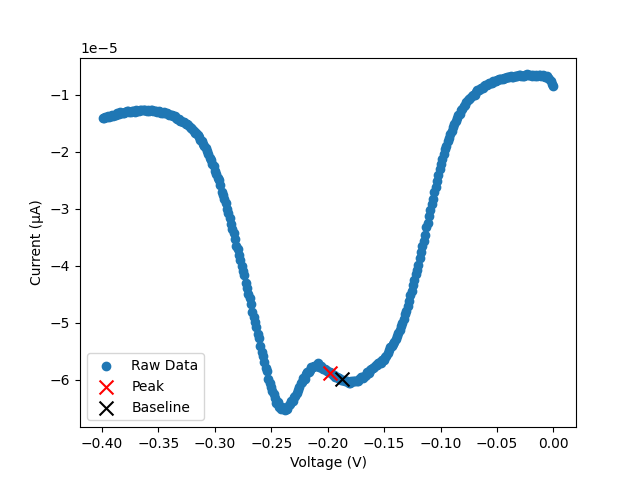 1e−5
−1
−2
−3
−4
−5
−6
Current (μA)
Raw Data
Peak
Baseline
−0.40 −0.35 −0.30 −0.25 −0.20 −0.15 −0.10 −0.05 0.00
Voltage (V)